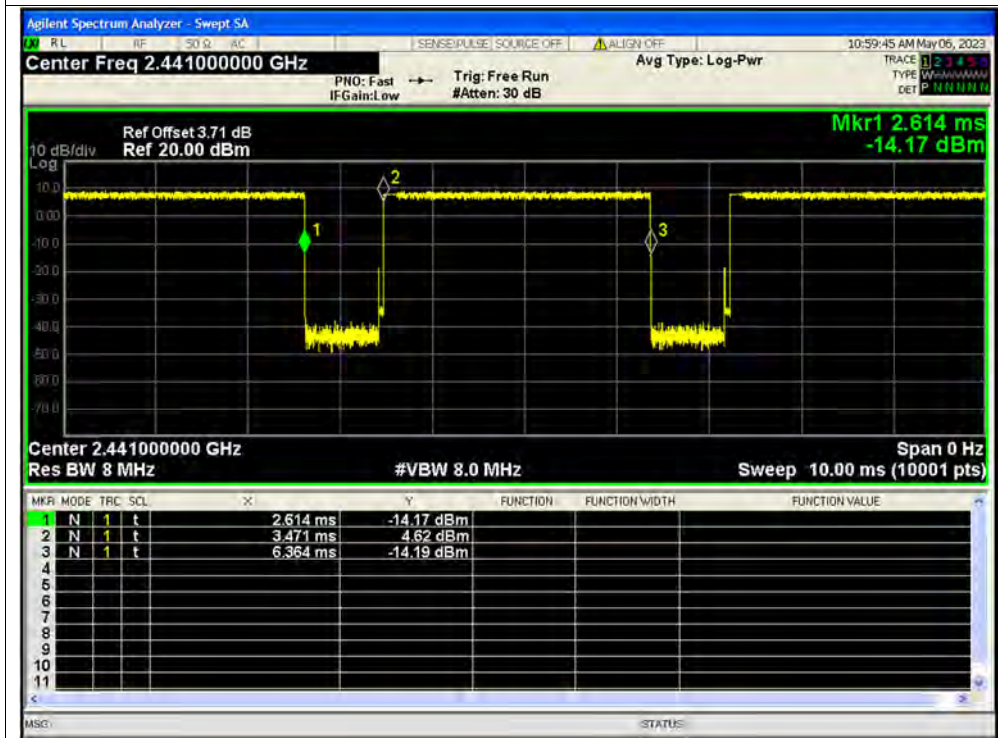 Agilent Spectrum Analyzer - Swept SA
RL RF 50 Ω AC SENSE:PULSE SOURCE OFF ALIGN OFF 10:59:45 AM May 06, 2023
Center Freq 2.441000000 GHz Avg Type: Log-Pwr TRACE 1 2 3 4 5 6
PNO: Fast Trig: Free Run TYPE
IFGain:Low #Atten: 30 dB DET P N N N N N
Mkr1 2.614 ms
-14.17 dBm
Ref Offset 3.71 dB
10 dB/div Ref 20.00 dBm
Log
10.0
0.00
-10.0
-20.0
-30.0
-40.0
-50.0
-60.0
-70.0
1
2
3
Center 2.441000000 GHz Span 0 Hz
Res BW 8 MHz #VBW 8.0 MHz Sweep 10.00 ms (10001 pts)
MKR MODE TRC SCL X Y FUNCTION FUNCTION WIDTH FUNCTION VALUE
1 N 1 t 2.614 ms -14.17 dBm
2 N 1 t 3.471 ms 4.62 dBm
3 N 1 t 6.364 ms -14.19 dBm
4
5
6
7
8
9
10
11
MSG STATUS